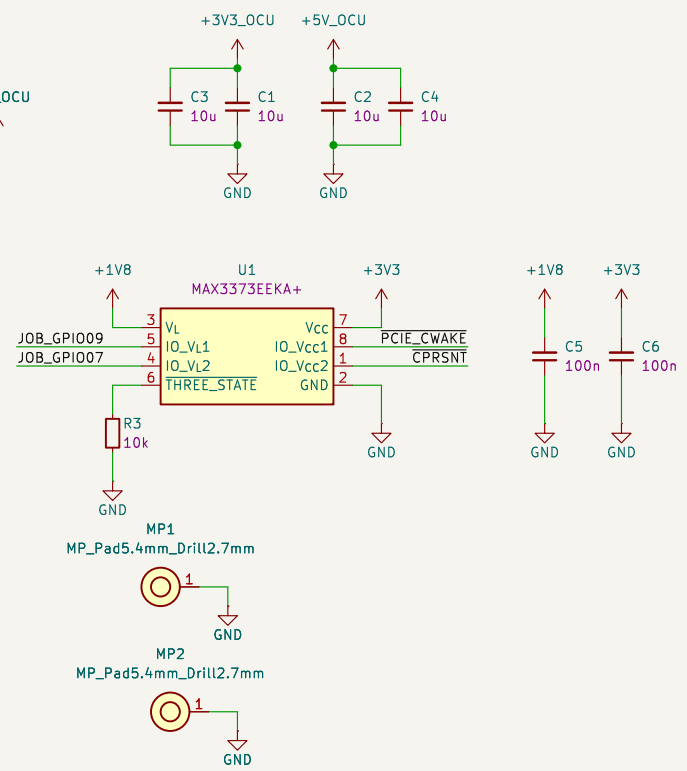 +3V3_OCU
+5V_OCU
_OCU
C3
10u
C1
10u
C2
10u
C4
10u
GND
GND
+1V8
U1
MAX3373EEKA+
+3V3
+1V8
+3V3
JOB_GPIO09
JOB_GPIO07
3
5
4
6
VL
IO_VL1
IO_VL2
THREE_STATE
Vcc
IO_Vcc1
IO_Vcc2
GND
7
8
1
2
PCIE_CWAKE
CPRSNT
C5
100n
C6
100n
R3
10k
GND
GND
GND
GND
MP1
MP_Pad5.4mm_Drill2.7mm
1
GND
MP2
MP_Pad5.4mm_Drill2.7mm
1
GND